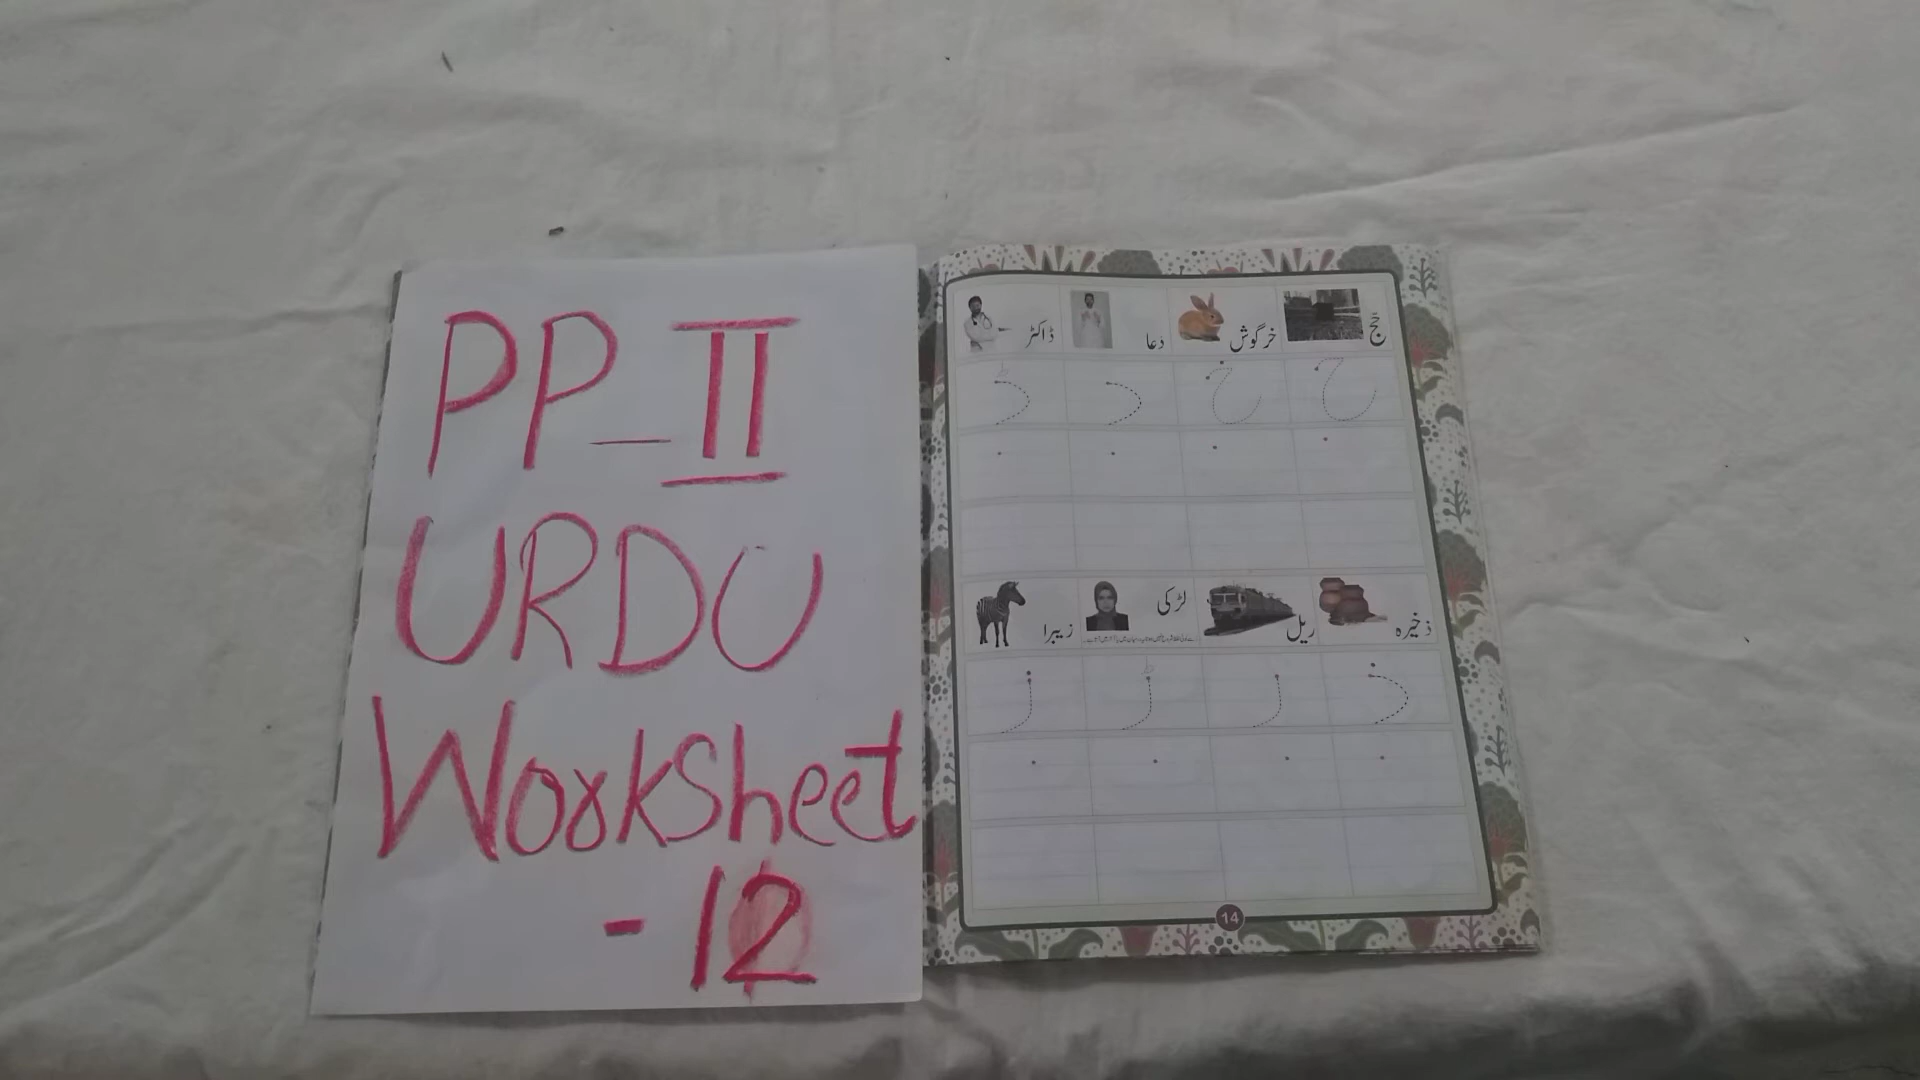 PP_II
URDU
Worksheet
-12
حج خرگوش دعا ڈاکٹر
ح خ د ڈ
ذخیرہ ریل لڑکی زیبرا
ذ ر ڑ ز
14